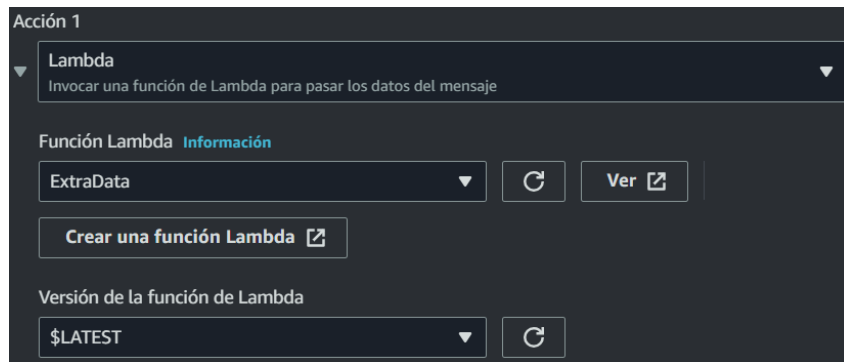 Acción 1
Lambda
Invocar una función de Lambda para pasar los datos del mensaje
Función Lambda Información
ExtraData Ver
Crear una función Lambda
Versión de la función de Lambda
$LATEST